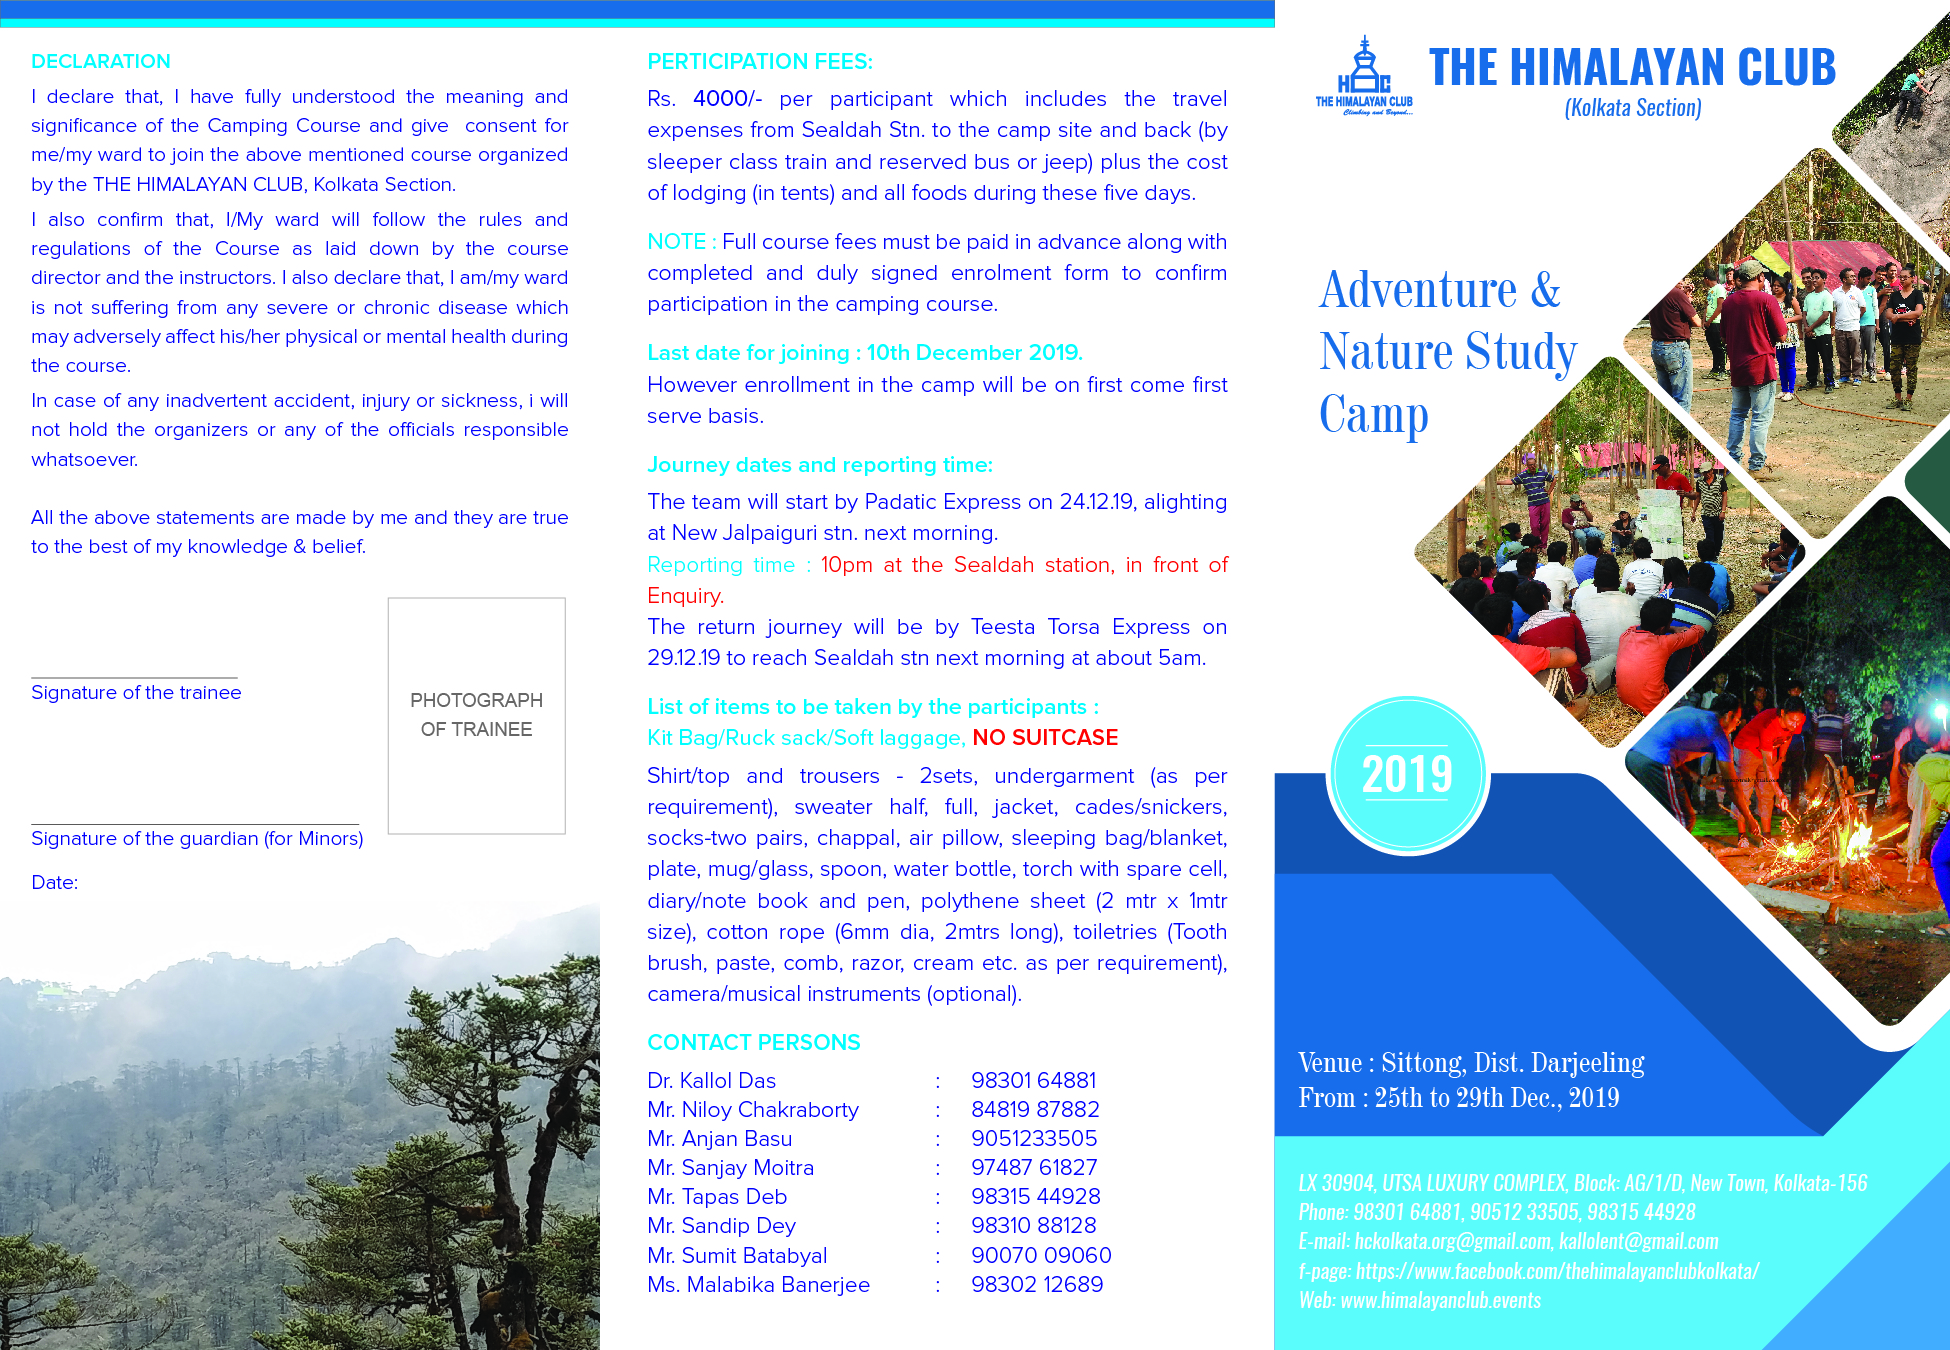 DECLARATION
I declare that, I have fully understood the meaning and
significance of the Camping Course and give consent for
me/my ward to join the above mentioned course organized
by the THE HIMALAYAN CLUB, Kolkata Section.
I also confirm that, I/My ward will follow the rules and
regulations of the Course as laid down by the course
director and the instructors. I also declare that, I am/my ward
is not suffering from any severe or chronic disease which
may adversely affect his/her physical or mental health during
the course.
In case of any inadvertent accident, injury or sickness, i will
not hold the organizers or any of the officials responsible
whatsoever.
All the above statements are made by me and they are true
to the best of my knowledge & belief.
Signature of the trainee
PHOTOGRAPH
OF TRAINEE
Signature of the guardian (for Minors)
Date:
PERTICIPATION FEES:
Rs. 4000/- per participant which includes the travel
expenses from Sealdah Stn. to the camp site and back (by
sleeper class train and reserved bus or jeep) plus the cost
of lodging (in tents) and all foods during these five days.
NOTE : Full course fees must be paid in advance along with
completed and duly signed enrolment form to confirm
participation in the camping course.
Last date for joining : 10th December 2019.
However enrollment in the camp will be on first come first
serve basis.
Journey dates and reporting time:
The team will start by Padatic Express on 24.12.19, alighting
at New Jalpaiguri stn. next morning.
Reporting time : 10pm at the Sealdah station, in front of
Enquiry.
The return journey will be by Teesta Torsa Express on
29.12.19 to reach Sealdah stn next morning at about 5am.
List of items to be taken by the participants :
Kit Bag/Ruck sack/Soft laggage, NO SUITCASE
Shirt/top and trousers - 2sets, undergarment (as per
requirement), sweater half, full, jacket, cades/snickers,
socks-two pairs, chappal, air pillow, sleeping bag/blanket,
plate, mug/glass, spoon, water bottle, torch with spare cell,
diary/note book and pen, polythene sheet (2 mtr x 1mtr
size), cotton rope (6mm dia, 2mtrs long), toiletries (Tooth
brush, paste, comb, razor, cream etc. as per requirement),
camera/musical instruments (optional).
CONTACT PERSONS
Dr. Kallol Das : 98301 64881
Mr. Niloy Chakraborty : 84819 87882
Mr. Anjan Basu : 9051233505
Mr. Sanjay Moitra : 97487 61827
Mr. Tapas Deb : 98315 44928
Mr. Sandip Dey : 98310 88128
Mr. Sumit Batabyal : 90070 09060
Ms. Malabika Banerjee : 98302 12689
HC
THE HIMALAYAN CLUB
Climbing and Beyond...
THE HIMALAYAN CLUB
(Kolkata Section)
Adventure &
Nature Study
Camp
2019
Venue : Sittong, Dist. Darjeeling
From : 25th to 29th Dec., 2019
LX 30904, UTSA LUXURY COMPLEX, Block: AG/1/D, New Town, Kolkata-156
Phone: 98301 64881, 90512 33505, 98315 44928
E-mail: hckolkata.org@gmail.com, kallolent@gmail.com
f-page: https://www.facebook.com/thehimalayanclubkolkata/
Web: www.himalayanclub.events